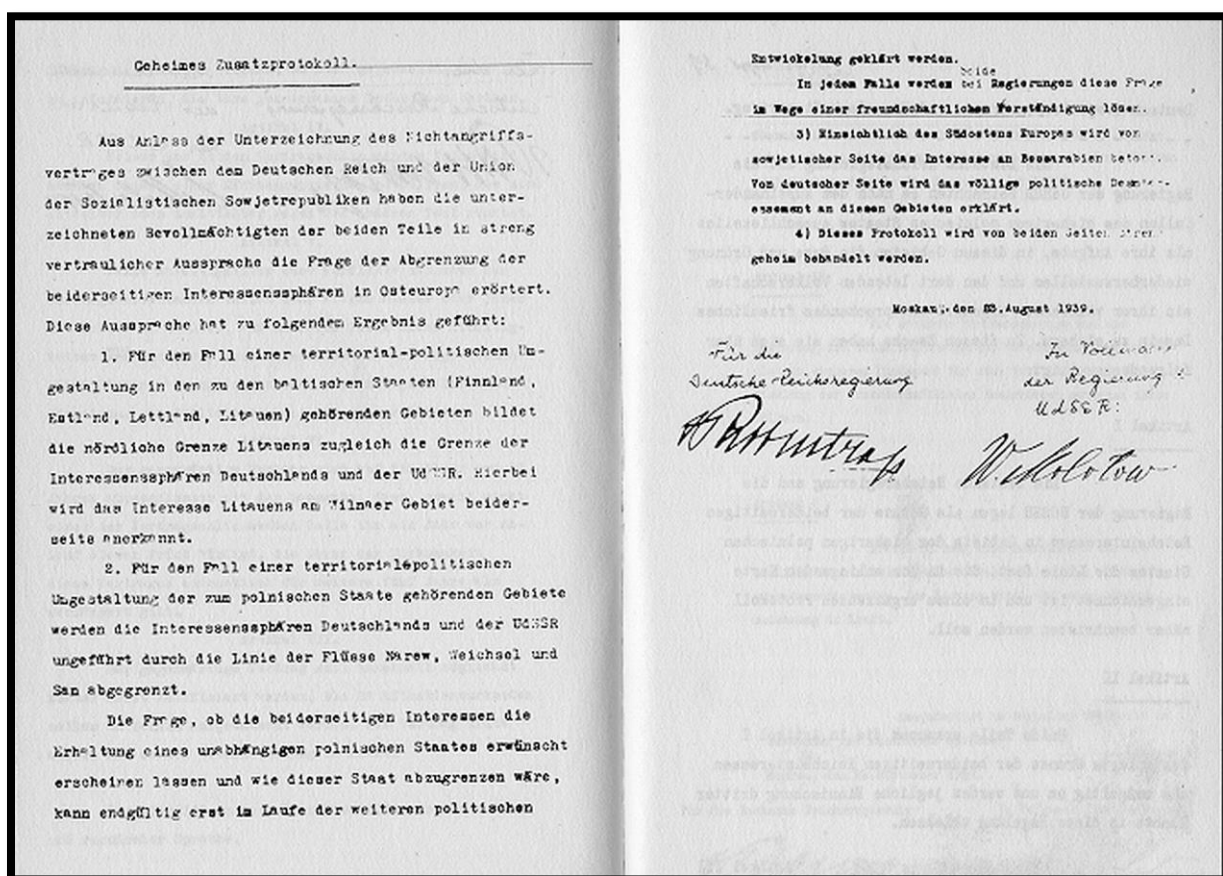 Geheimes Zusatzprotokoll.
Aus Anlass der Unterzeichnung des Nichtangriffs-
vertrages zwischen dem Deutschen Reich und der Union
der Sozialistischen Sowjetrepubliken haben die unter-
zeichneten Bevollmächtigten der beiden Teile in streng
vertraulicher Aussprache die Frage der Abgrenzung der
beiderseitigen Interessenssphären in Osteuropa erörtert.
Diese Aussprache hat zu folgendem Ergebnis geführt:
1. Für den Fall einer territorial-politischen Um-
gestaltung in den zu den baltischen Staaten (Finnland,
Estland, Lettland, Litauen) gehörenden Gebieten bildet
die nördliche Grenze Litauens zugleich die Grenze der
Interessenssphären Deutschlands und der UdSSR. Hierbei
wird das Interesse Litauens am Wilnaer Gebiet beider-
seits anerkannt.
2. Für den Fall einer territorial-politischen
Umgestaltung der zum polnischen Staate gehörenden Gebiete
werden die Interessenssphären Deutschlands und der UdSSR
ungefährt durch die Linie der Flüsse Narew, Weichsel und
San abgegrenzt.
Die Frage, ob die beiderseitigen Interessen die
Erhaltung eines unabhängigen polnischen Staates erwünscht
erscheinen lassen und wie dieser Staat abzugrenzen wäre,
kann endgültig erst im Laufe der weiteren politischen
Entwickelung geklärt werden.
In jedem Falle werden beide Regierungen diese Frage
im Wege einer freundschaftlichen Verständigung lösen.
3) Hinsichtlich des Südostens Europas wird von
sowjetischer Seite das Interesse an Bessarabien
Von deutscher Seite wird das völlige politische
essement an diesen Gebieten erklärt.
4) Dieses Protokoll wird von beiden Seiten streng
geheim behandelt werden.
Moskau, den 23. August 1939.
Für die
Deutsche Reichsregierung
In Vollmacht
der Regierung
UdSSR:
Ribbentrop
W. Molotow